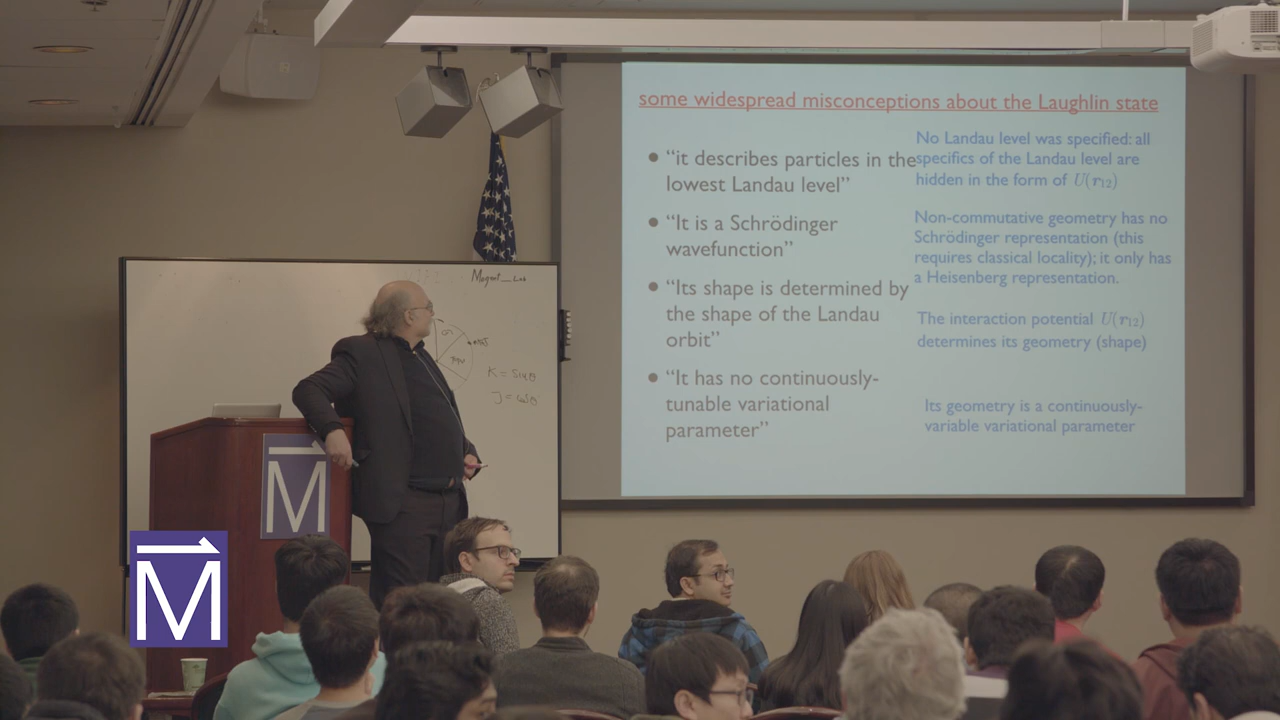 some widespread misconceptions about the Laughlin state
• “it describes particles in the
lowest Landau level”
No Landau level was specified: all
specifics of the Landau level are
hidden in the form of U(r12)
• “It is a Schrödinger
wavefunction”
Non-commutative geometry has no
Schrödinger representation (this
requires classical locality); it only has
a Heisenberg representation.
• “Its shape is determined by
the shape of the Landau
orbit”
The interaction potential U(r12)
determines its geometry (shape)
• “It has no continuously-
tunable variational
parameter”
Its geometry is a continuously-
variable variational parameter
K = sinθ
J = cosθ
M
M